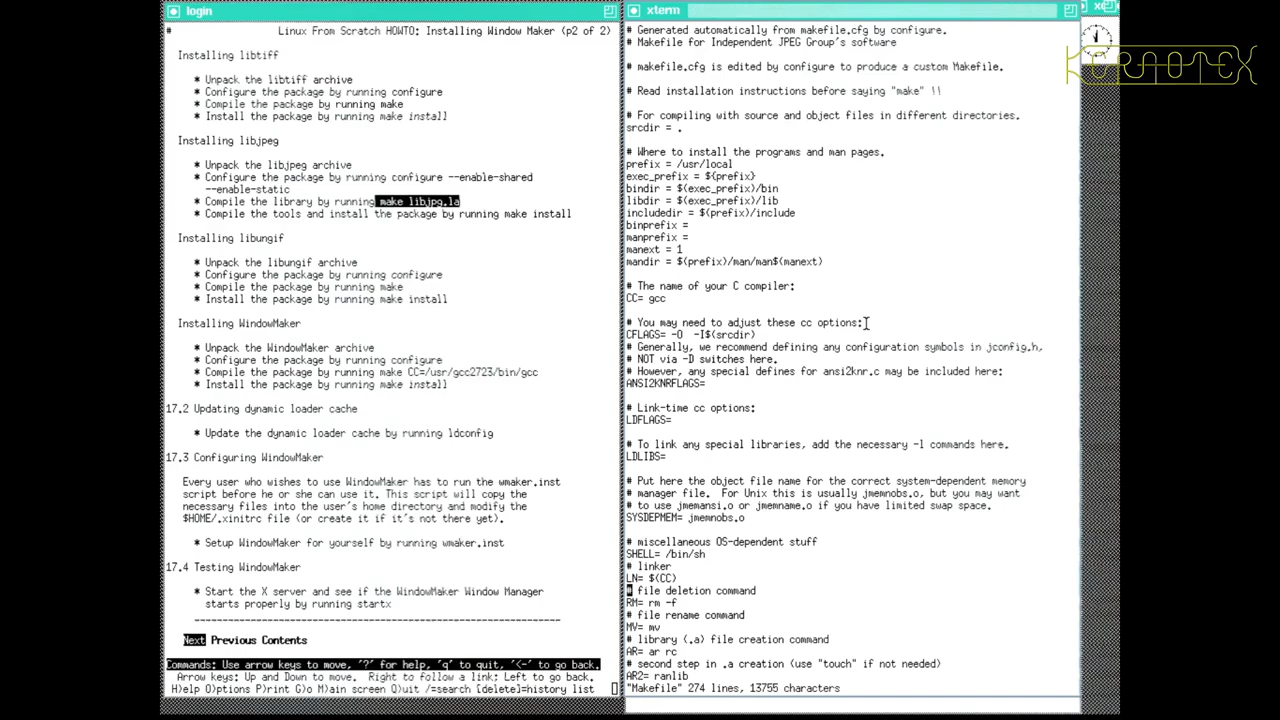 login
#                 Linux From Scratch HOWTO: Installing Window Maker (p2 of 2)
Installing libtiff
* Unpack the libtiff archive
* Configure the package by running configure
* Compile the package by running make
* Install the package by running make install
Installing libjpeg
* Unpack the libjpeg archive
* Configure the package by running configure --enable-shared
--enable-static
* Compile the library by running make libjpg.la
* Compile the tools and install the package by running make install
Installing libungif
* Unpack the libungif archive
* Configure the package by running configure
* Compile the package by running make
* Install the package by running make install
Installing WindowMaker
* Unpack the WindowMaker archive
* Configure the package by running configure
* Compile the package by running make CC=/usr/gcc2723/bin/gcc
* Install the package by running make install
17.2 Updating dynamic loader cache
* Update the dynamic loader cache by running ldconfig
17.3 Configuring WindowMaker
Every user who wishes to use WindowMaker has to run the wmaker.inst
script before he or she can use it. This script will copy the
necessary files into the user's home directory and modify the
$HOME/.xinitrc file (or create it if it's not there yet).
* Setup WindowMaker for yourself by running wmaker.inst
17.4 Testing WindowMaker
* Start the X server and see if the WindowMaker Window Manager
starts properly by running startx
Next Previous Contents
Commands: Use arrow keys to move, '?' for help, 'q' to quit, '<-' to go back.
Arrow keys: Up and Down to move.  Right to follow a link; Left to go back.
H)elp O)ptions P)rint G)o M)ain screen Q)uit /=search [delete]=history list
xterm
# Generated automatically from makefile.cfg by configure.
# Makefile for Independent JPEG Group's software
# makefile.cfg is edited by configure to produce a custom Makefile.
# Read installation instructions before saying "make" !!
# For compiling with source and object files in different directories.
srcdir = .
# Where to install the programs and man pages.
prefix = /usr/local
exec_prefix = ${prefix}
bindir = $(exec_prefix)/bin
libdir = $(exec_prefix)/lib
includedir = $(prefix)/include
binprefix =
manprefix =
manext = 1
mandir = $(prefix)/man/man$(manext)
# The name of your C compiler:
CC= gcc
# You may need to adjust these cc options:
CFLAGS= -O  -I$(srcdir)
# Generally, we recommend defining any configuration symbols in jconfig.h,
# NOT via -D switches here.
# However, any special defines for ansi2knr.c may be included here:
ANSI2KNRFLAGS=
# Link-time cc options:
LDFLAGS=
# To link any special libraries, add the necessary -l commands here.
LDLIBS=
# Put here the object file name for the correct system-dependent memory
# manager file.  For Unix this is usually jmemnobs.o, but you may want
# to use jmemansi.o or jmemname.o if you have limited swap space.
SYSDEPMEM= jmemnobs.o
# miscellaneous OS-dependent stuff
SHELL= /bin/sh
# linker
LN= $(CC)
# file deletion command
RM= rm -f
# file rename command
MV= mv
# library (.a) file creation command
AR= ar rc
# second step in .a creation (use "touch" if not needed)
AR2= ranlib
"Makefile" 274 lines, 13755 characters